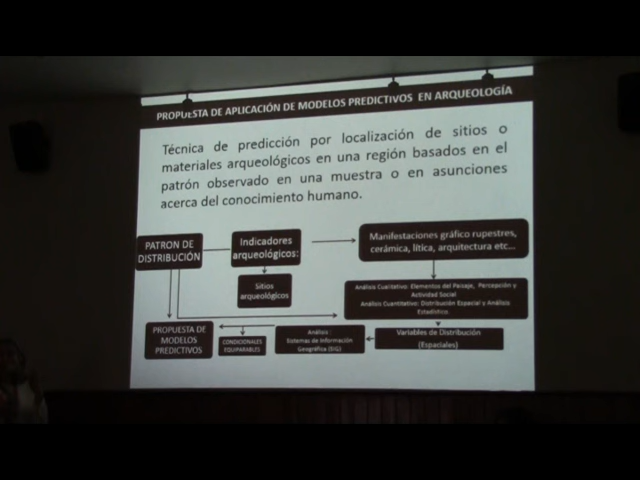 PROPUESTA DE APLICACIÓN DE MODELOS PREDICTIVOS EN ARQUEOLOGÍA
Técnica de predicción por localización de sitios o
materiales arqueológicos en una región basados en el
patrón observado en una muestra o en asunciones
acerca del conocimiento humano.
PATRON DE
DISTRIBUCIÓN
Indicadores
arqueológicos:
Manifestaciones gráfico rupestres,
cerámica, lítica, arquitectura etc...
Sitios
arqueológicos
Análisis Cualitativo: Elementos del Paisaje, Percepción y
Actividad Social
Análisis Cuantitativo: Distribución Espacial y Análisis
Estadístico.
PROPUESTA DE
MODELOS
PREDICTIVOS
CONDICIONALES
EQUIPARABLES
Análisis :
Sistemas de Información
Geográfica (SIG)
Variables de Distribución
(Espaciales)